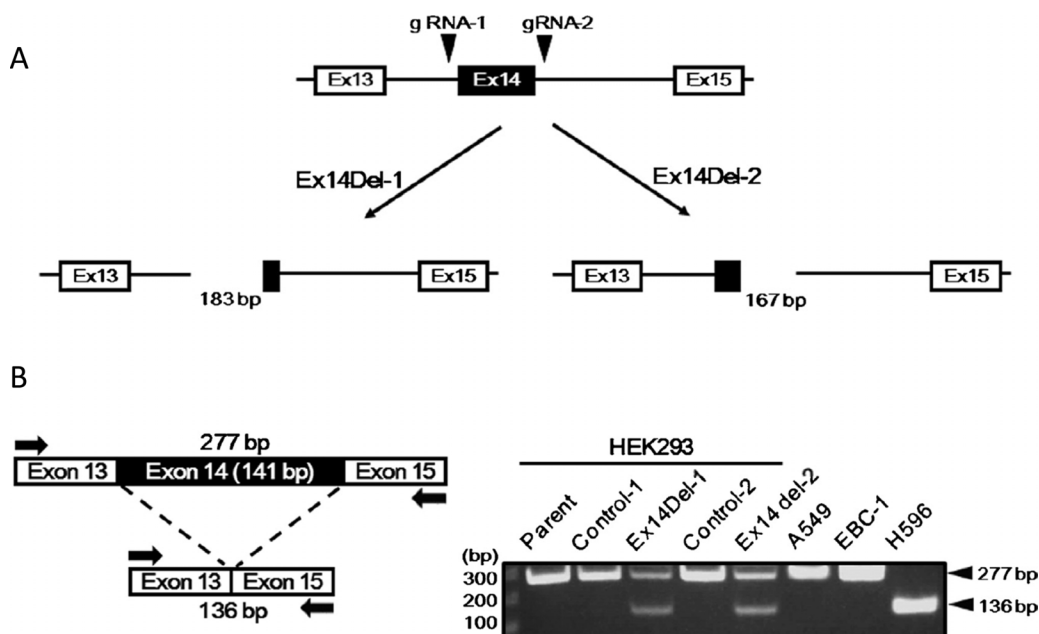 A
g RNA-1 gRNA-2
Ex13 Ex14 Ex15
Ex14Del-1 Ex14Del-2
Ex13 Ex15 Ex13 Ex15
183 bp 167 bp
B
277 bp
Exon 13 Exon 14 (141 bp) Exon 15
Exon 13 Exon 15
136 bp
HEK293
Parent Control-1 Ex14Del-1 Control-2 Ex14 del-2 A549 EBC-1 H596
(bp)
300 277 bp
200 136 bp
100